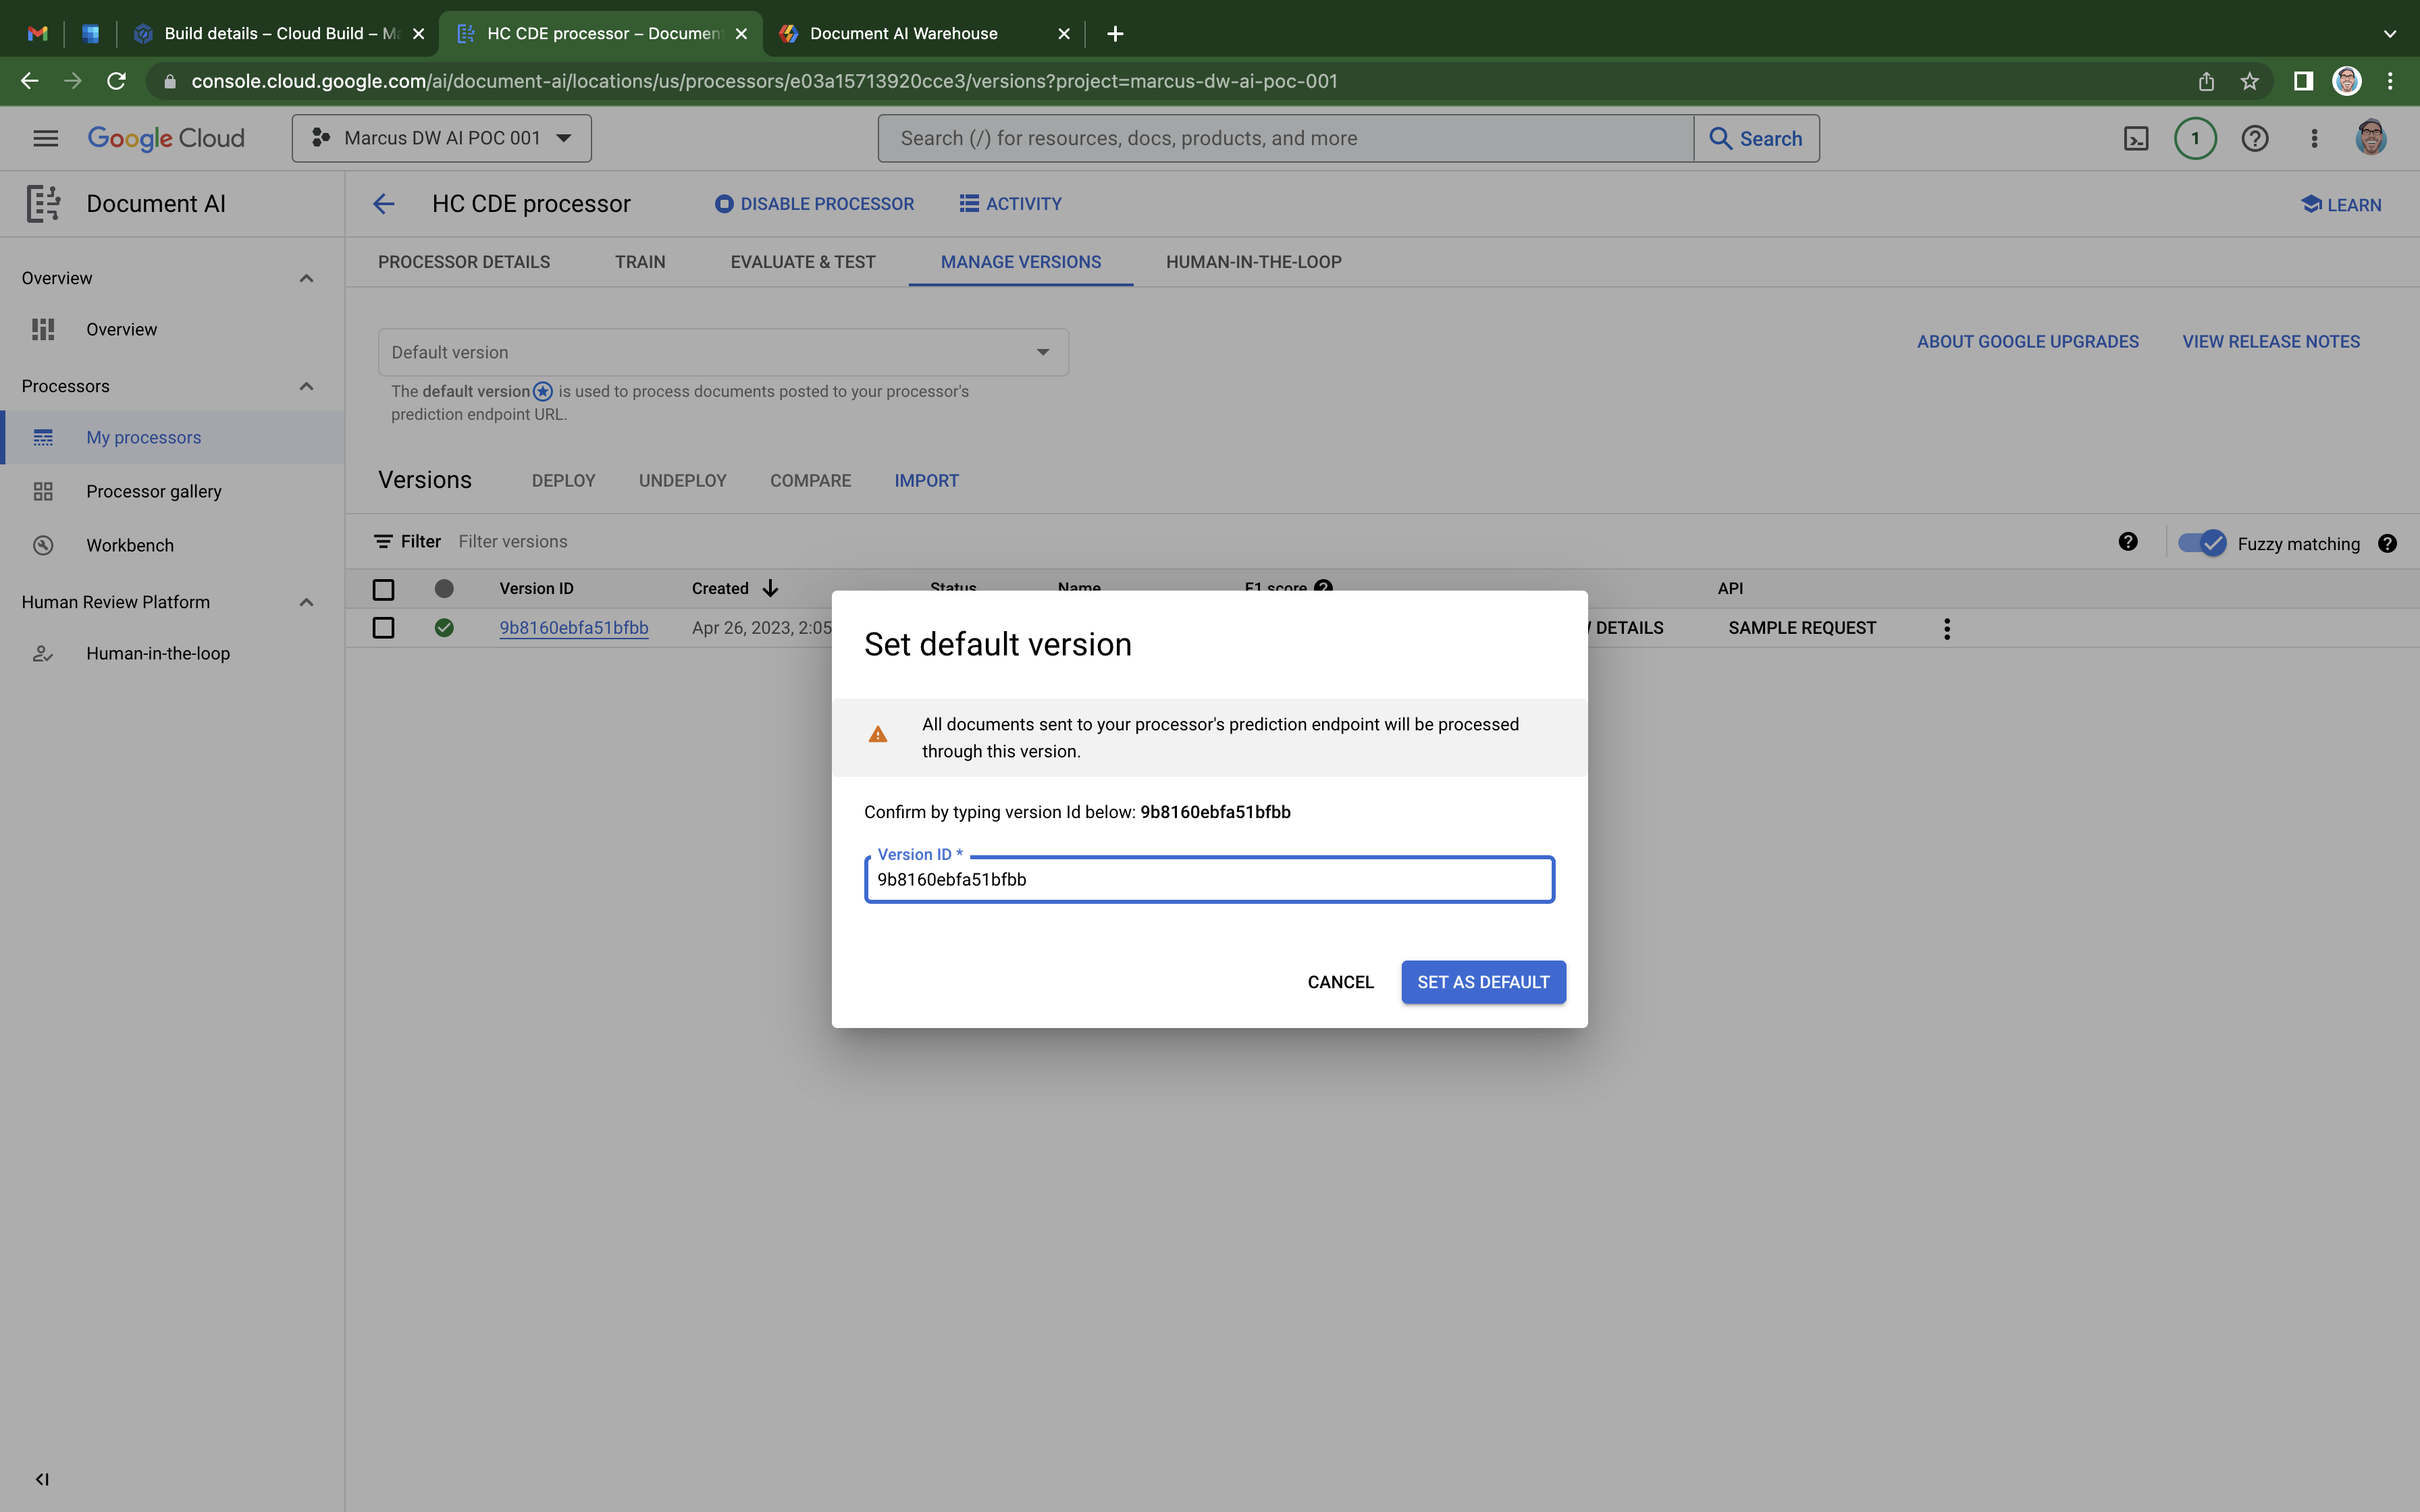 Build details – Cloud Build – Ma
HC CDE processor – Document
Document AI Warehouse
console.cloud.google.com/ai/document-ai/locations/us/processors/e03a15713920cce3/versions?project=marcus-dw-ai-poc-001
Google Cloud
Marcus DW AI POC 001
Search (/) for resources, docs, products, and more
Search
1
Document AI
HC CDE processor
DISABLE PROCESSOR
ACTIVITY
LEARN
PROCESSOR DETAILS
TRAIN
EVALUATE & TEST
MANAGE VERSIONS
HUMAN-IN-THE-LOOP
Overview
Overview
Processors
My processors
Processor gallery
Workbench
Human Review Platform
Human-in-the-loop
Default version
The default version is used to process documents posted to your processor's
prediction endpoint URL.
ABOUT GOOGLE UPGRADES
VIEW RELEASE NOTES
Versions
DEPLOY
UNDEPLOY
COMPARE
IMPORT
Filter
Filter versions
Fuzzy matching
Version ID
Created
Status
Name
F1 score
API
9b8160ebfa51bfbb
Apr 26, 2023, 2:05
DETAILS
SAMPLE REQUEST
Set default version
All documents sent to your processor's prediction endpoint will be processed
through this version.
Confirm by typing version Id below: 9b8160ebfa51bfbb
Version ID *
9b8160ebfa51bfbb
CANCEL
SET AS DEFAULT